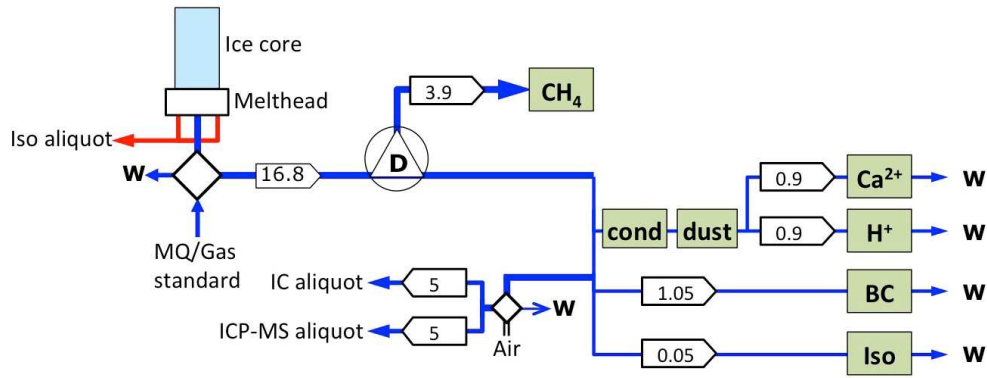 Ice core
Melthead
3.9
CH₄
Iso aliquot
D
W
16.8
0.9
Ca²⁺
W
cond
dust
0.9
H⁺
W
MQ/Gas
standard
IC aliquot
5
1.05
BC
W
W
ICP-MS aliquot
5
Air
0.05
Iso
W